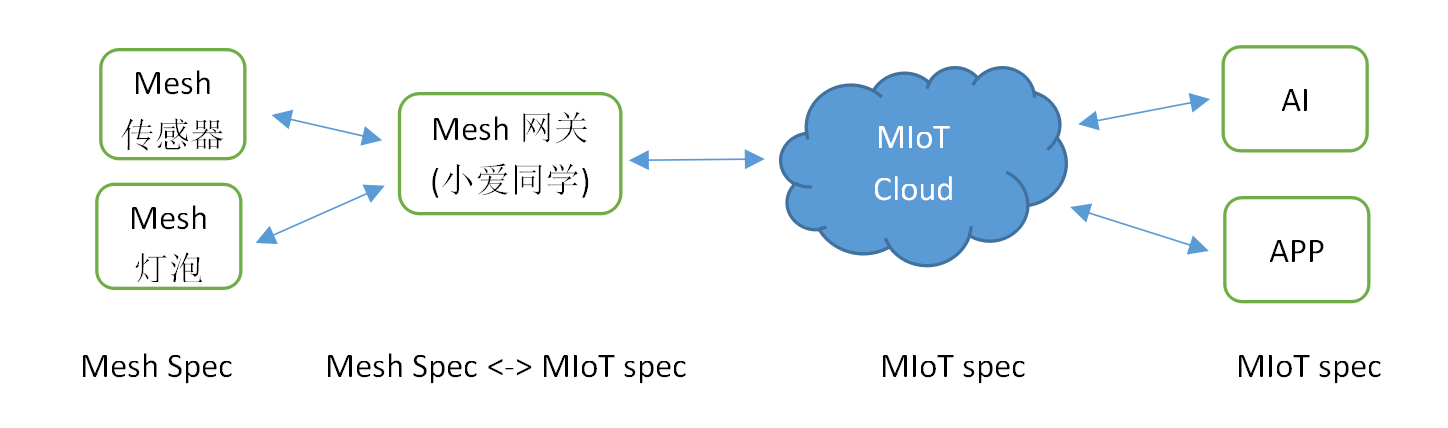 Mesh
传感器
Mesh
灯泡
Mesh 网关
(小爱同学)
MIoT
Cloud
AI
APP
Mesh Spec
Mesh Spec <-> MIoT spec
MIoT spec
MIoT spec